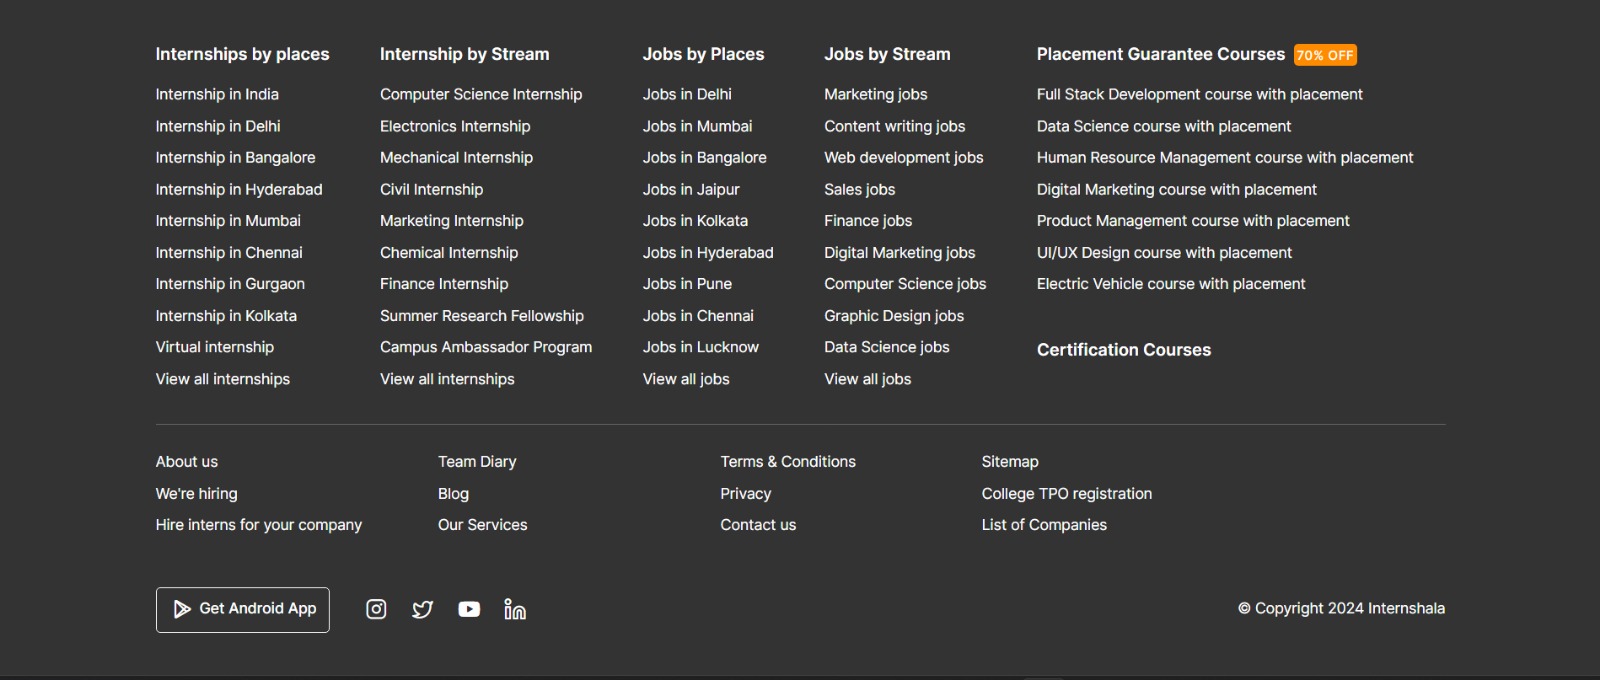 Internships by places
Internship in India
Internship in Delhi
Internship in Bangalore
Internship in Hyderabad
Internship in Mumbai
Internship in Chennai
Internship in Gurgaon
Internship in Kolkata
Virtual internship
View all internships
Internship by Stream
Computer Science Internship
Electronics Internship
Mechanical Internship
Civil Internship
Marketing Internship
Chemical Internship
Finance Internship
Summer Research Fellowship
Campus Ambassador Program
View all internships
Jobs by Places
Jobs in Delhi
Jobs in Mumbai
Jobs in Bangalore
Jobs in Jaipur
Jobs in Kolkata
Jobs in Hyderabad
Jobs in Pune
Jobs in Chennai
Jobs in Lucknow
View all jobs
Jobs by Stream
Marketing jobs
Content writing jobs
Web development jobs
Sales jobs
Finance jobs
Digital Marketing jobs
Computer Science jobs
Graphic Design jobs
Data Science jobs
View all jobs
Placement Guarantee Courses 70% OFF
Full Stack Development course with placement
Data Science course with placement
Human Resource Management course with placement
Digital Marketing course with placement
Product Management course with placement
UI/UX Design course with placement
Electric Vehicle course with placement
Certification Courses
About us
We're hiring
Hire interns for your company
Team Diary
Blog
Our Services
Terms & Conditions
Privacy
Contact us
Sitemap
College TPO registration
List of Companies
Get Android App
© Copyright 2024 Internshala